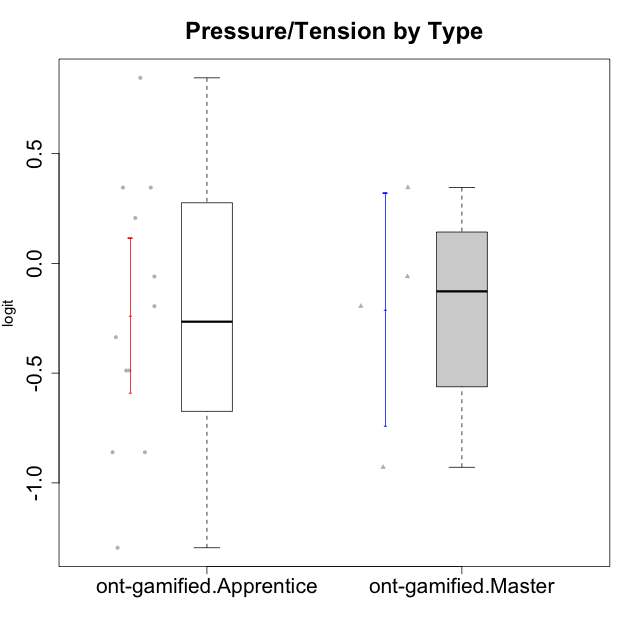 Pressure/Tension by Type
0.5
0.0
-0.5
-1.0
logit
ont-gamified.Apprentice
ont-gamified.Master